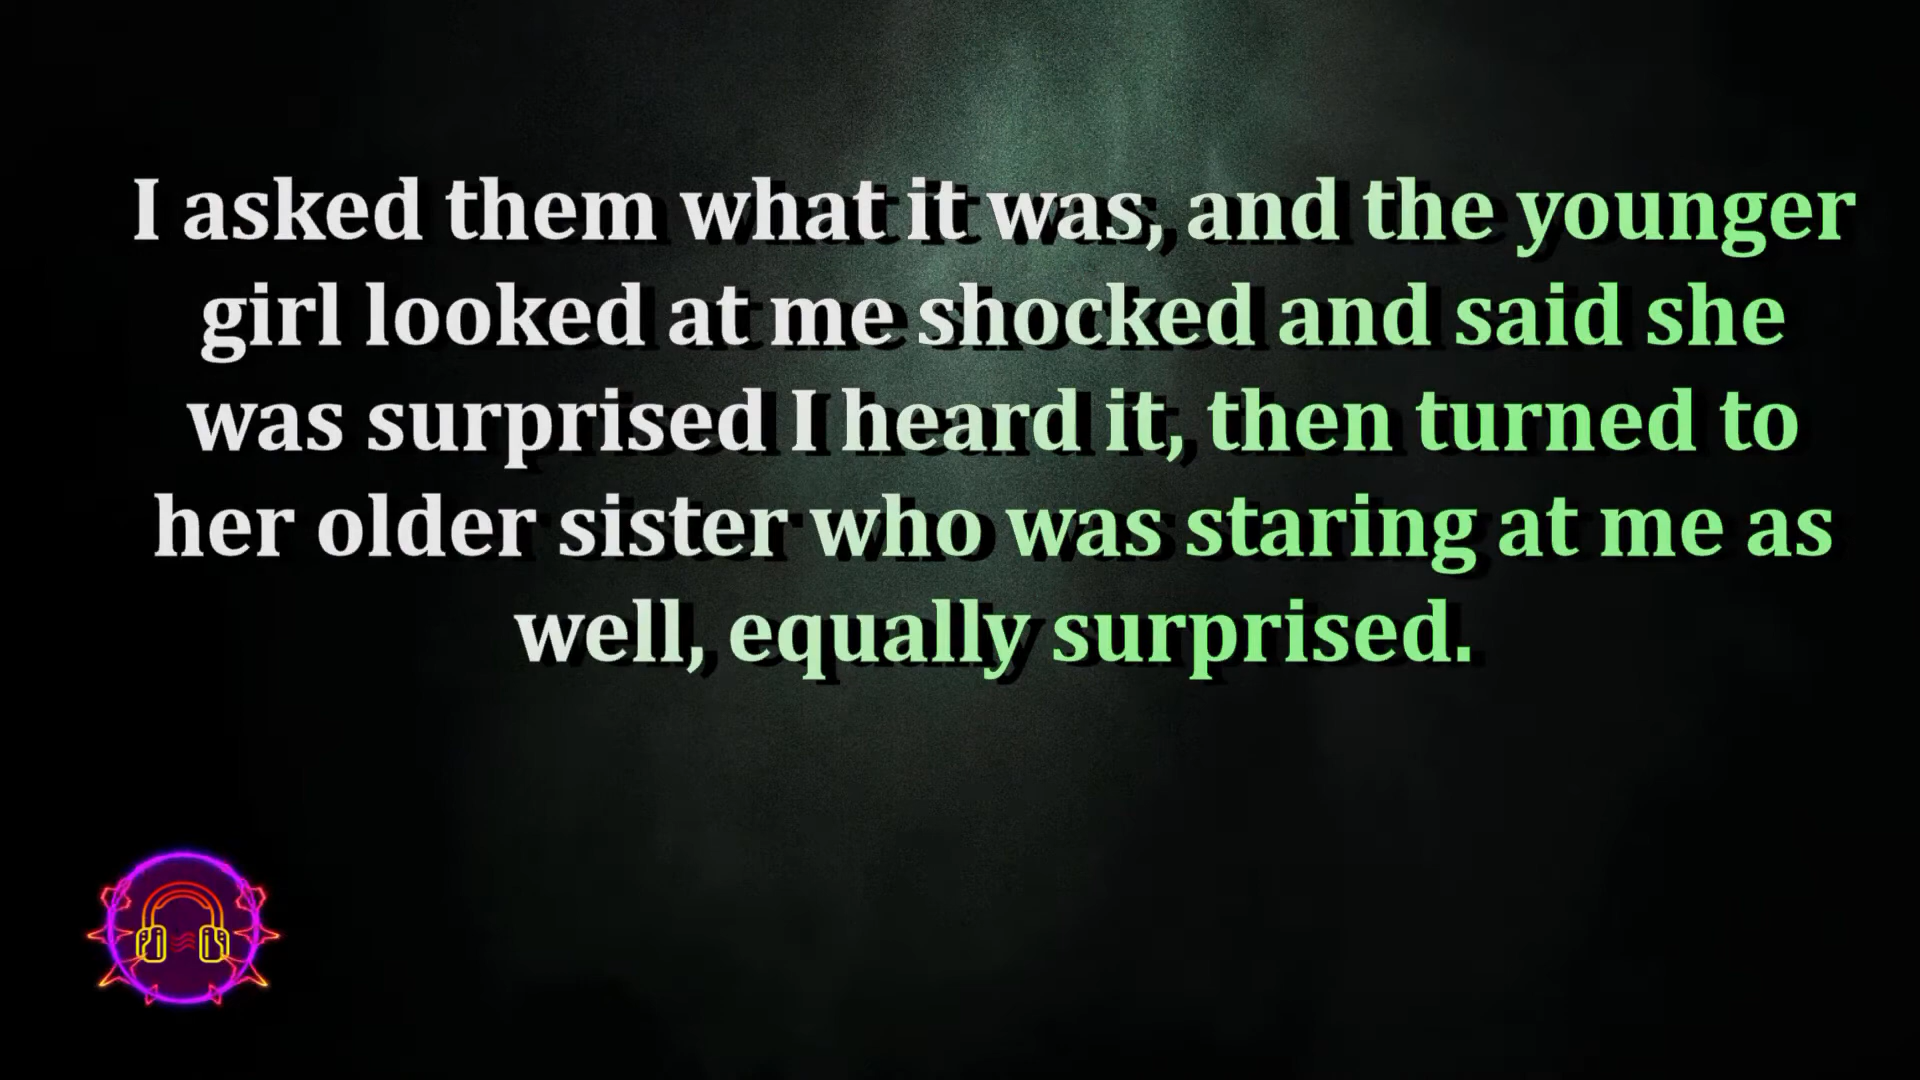 I asked them what it was, and the younger
girl looked at me shocked and said she
was surprised I heard it, then turned to
her older sister who was staring at me as
well, equally surprised.